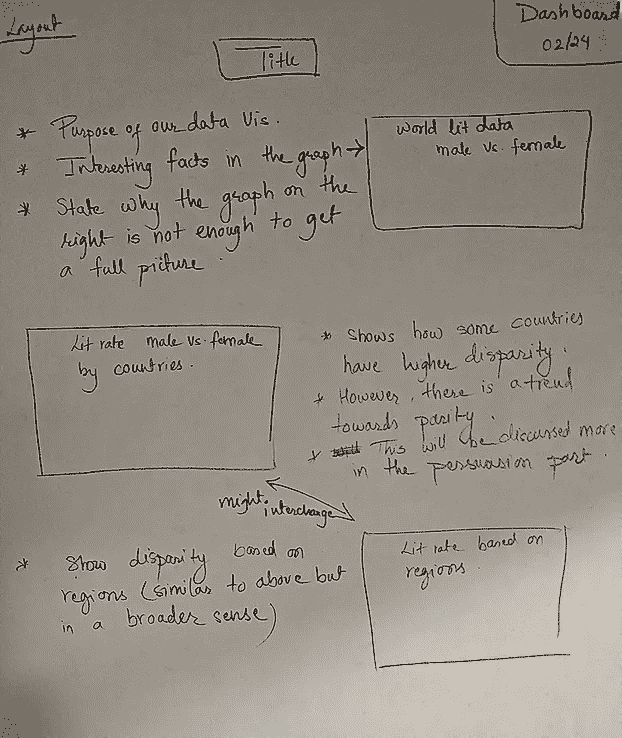 Layout
Dashboard
02/24
Title
* Purpose of our data Vis.
* Interesting facts in the graph →
* State why the graph on the
right is not enough to get
a full picture.
World lit data
male vs. female
Lit rate male vs. female
by countries.
* Shows how some countries
have higher disparity.
* However, there is a trend
towards parity.
* This will be discussed more
in the persuasion part.
might interchange
* Show disparity based on
regions (similar to above but
in a broader sense)
Lit rate based on
regions.